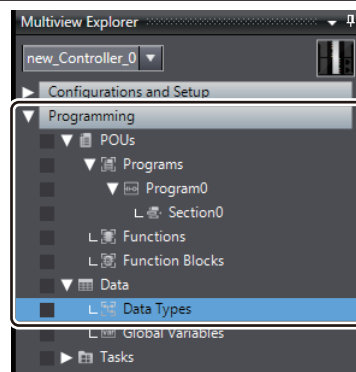 Multiview Explorer
new_Controller_0
Configurations and Setup
Programming
POUs
Programs
Program0
Section0
Functions
Function Blocks
Data
Data Types
Global Variables
Tasks